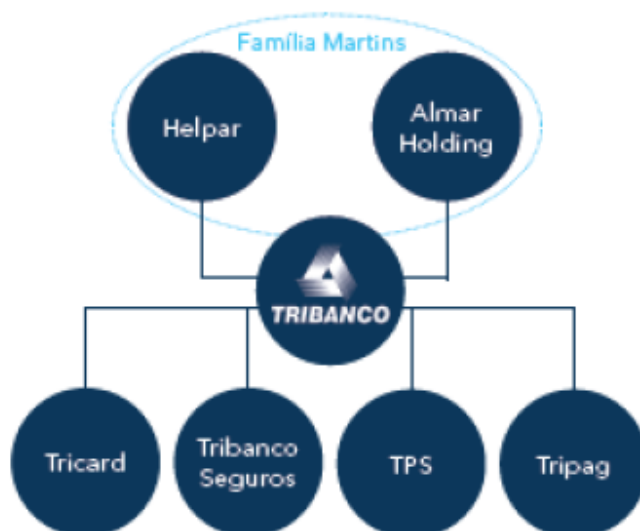 Família Martins
Helpar
Almar
Holding
TRIBANCO
Tricard
Tribanco
Seguros
TPS
Tripag